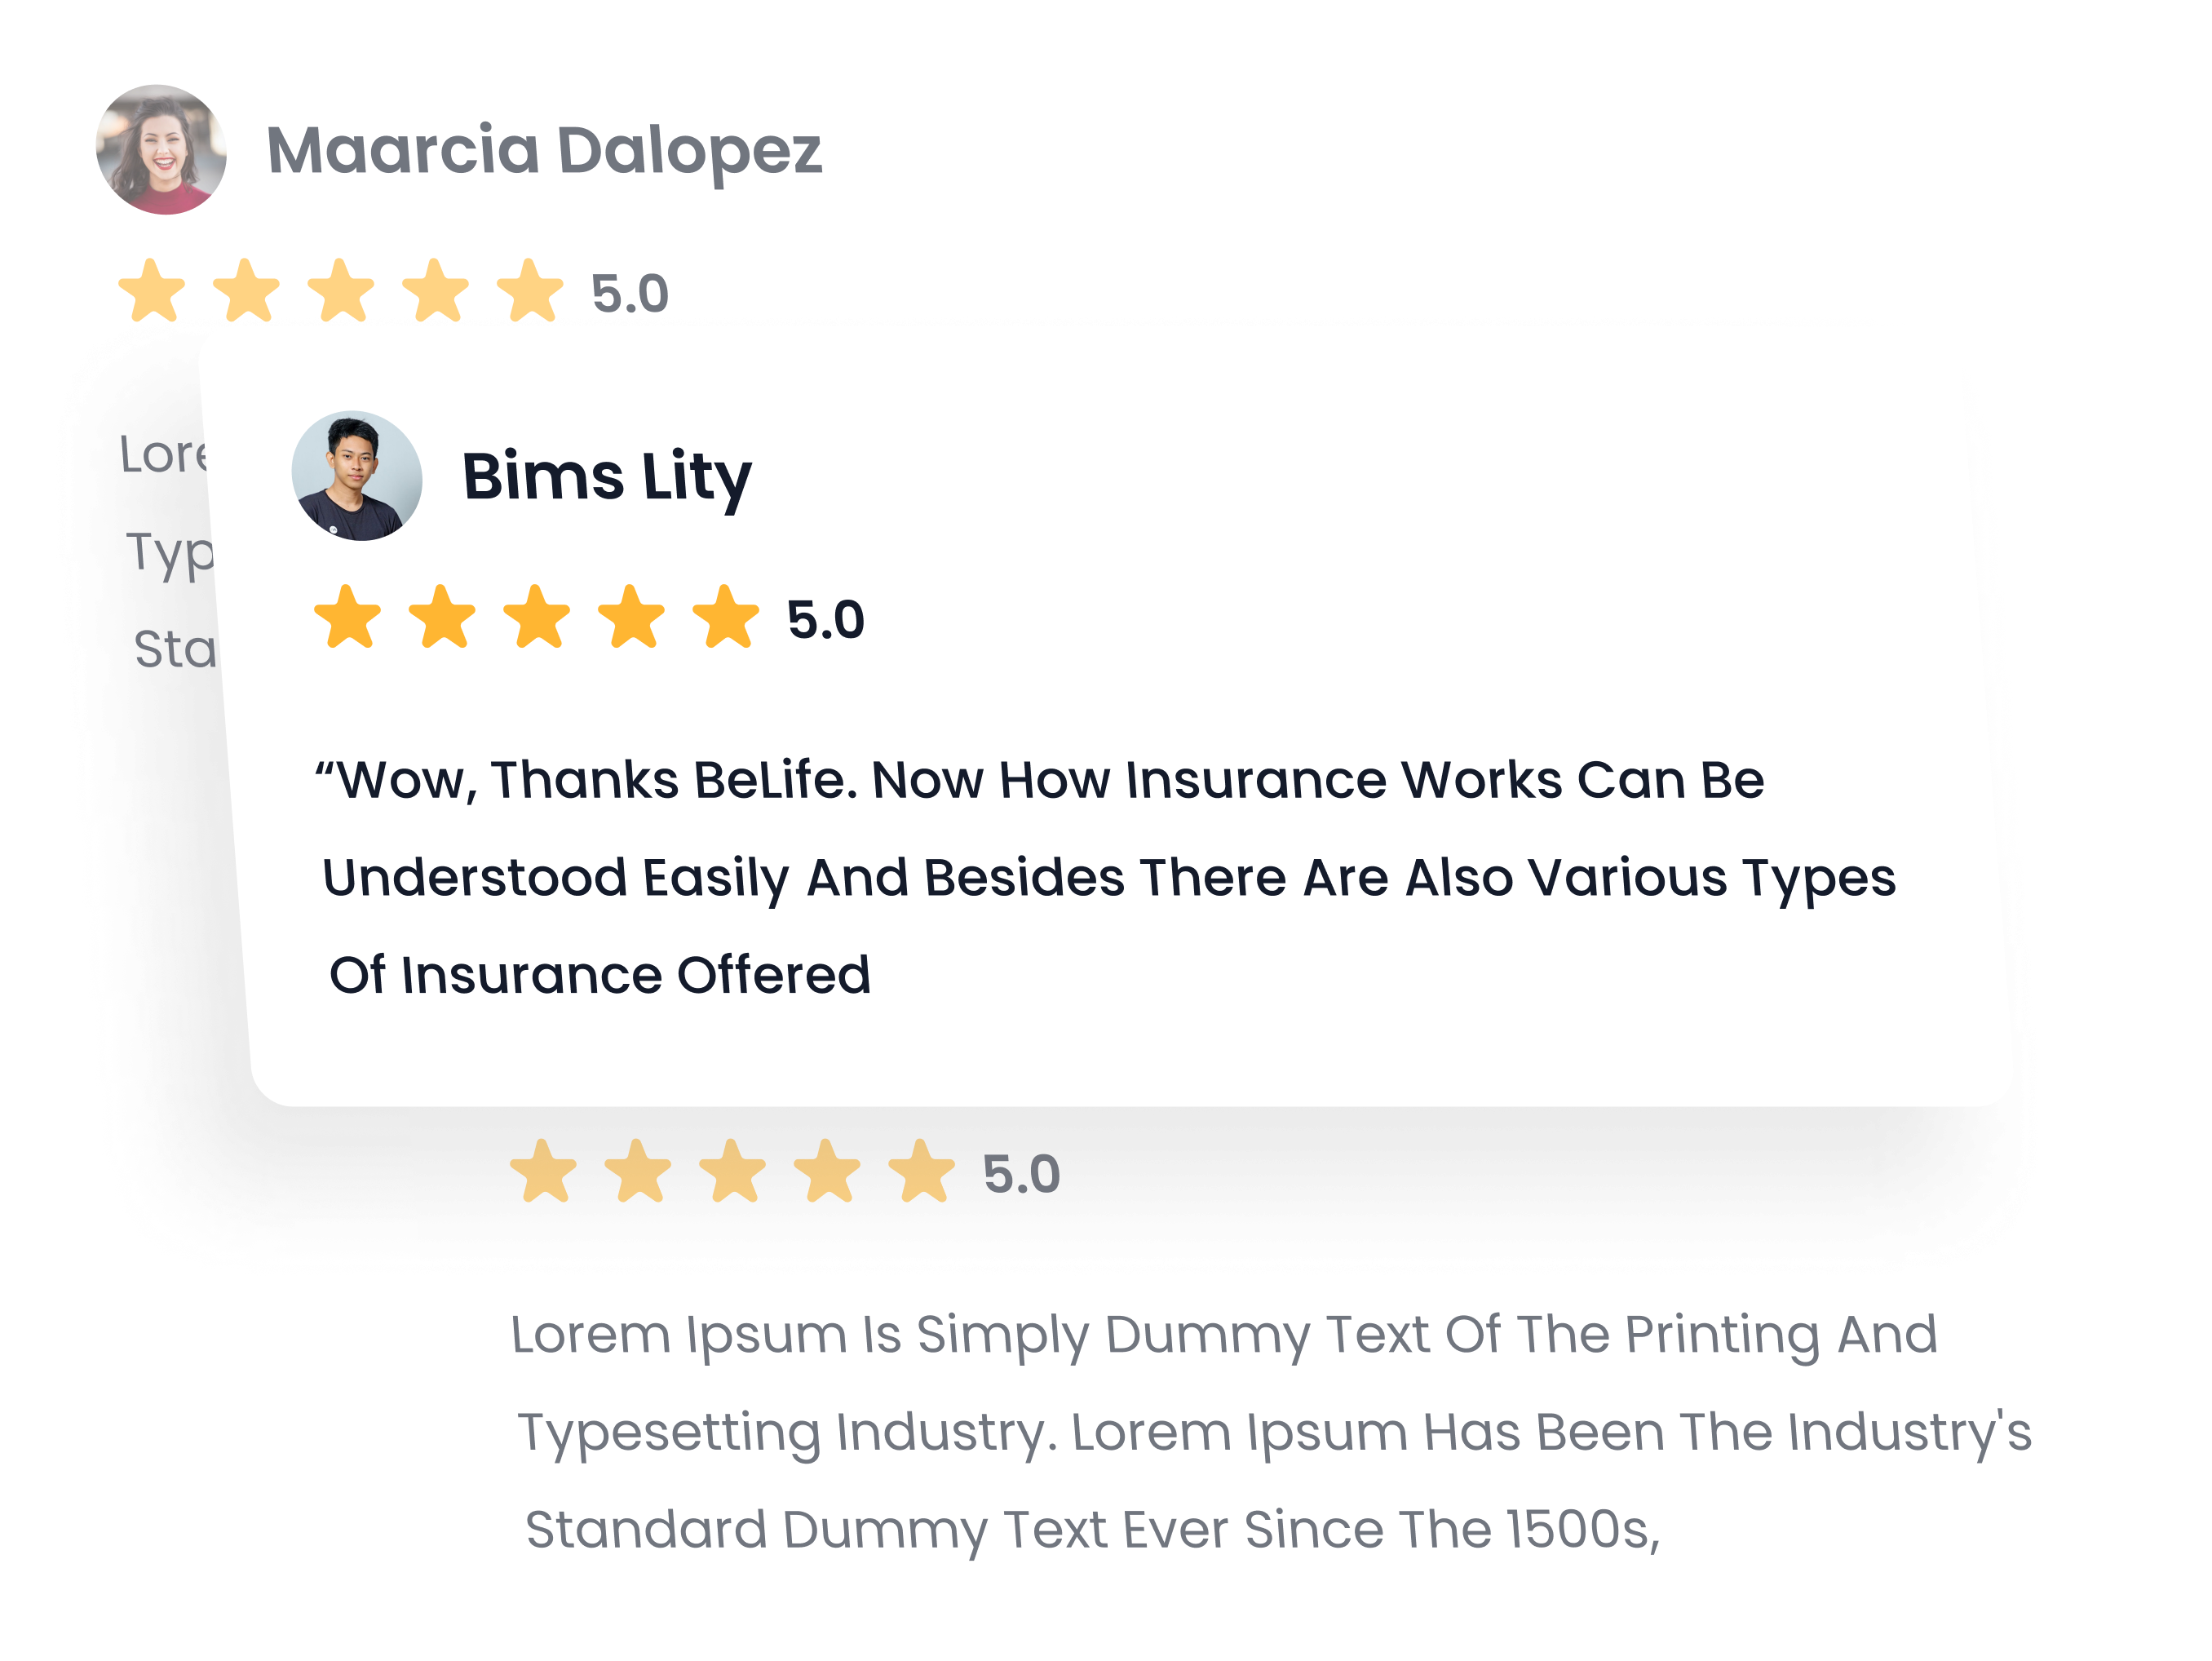 Maarcia Dalopez
5.0
Lore
Typ
Sta
Bims Lity
5.0
“Wow, Thanks BeLife. Now How Insurance Works Can Be
Understood Easily And Besides There Are Also Various Types
Of Insurance Offered
5.0
Lorem Ipsum Is Simply Dummy Text Of The Printing And
Typesetting Industry. Lorem Ipsum Has Been The Industry's
Standard Dummy Text Ever Since The 1500s,